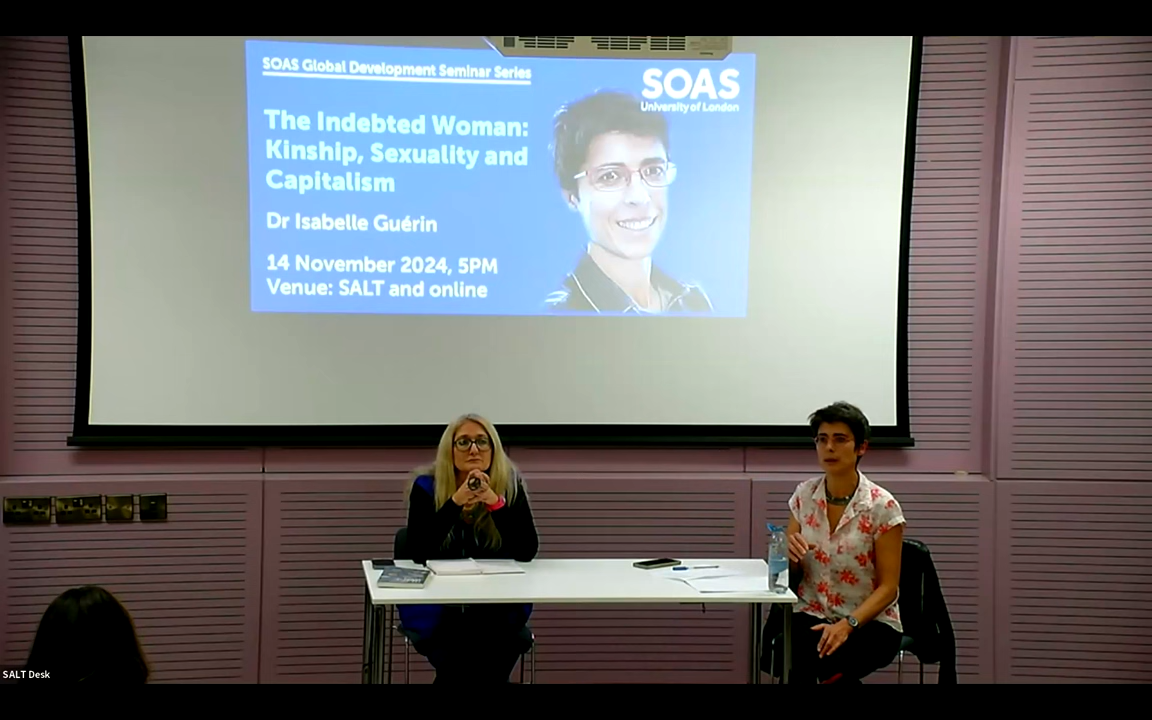 SOAS Global Development Seminar Series
SOAS
University of London
The Indebted Woman:
Kinship, Sexuality and
Capitalism
Dr Isabelle Guérin
14 November 2024, 5PM
Venue: SALT and online
SALT Desk